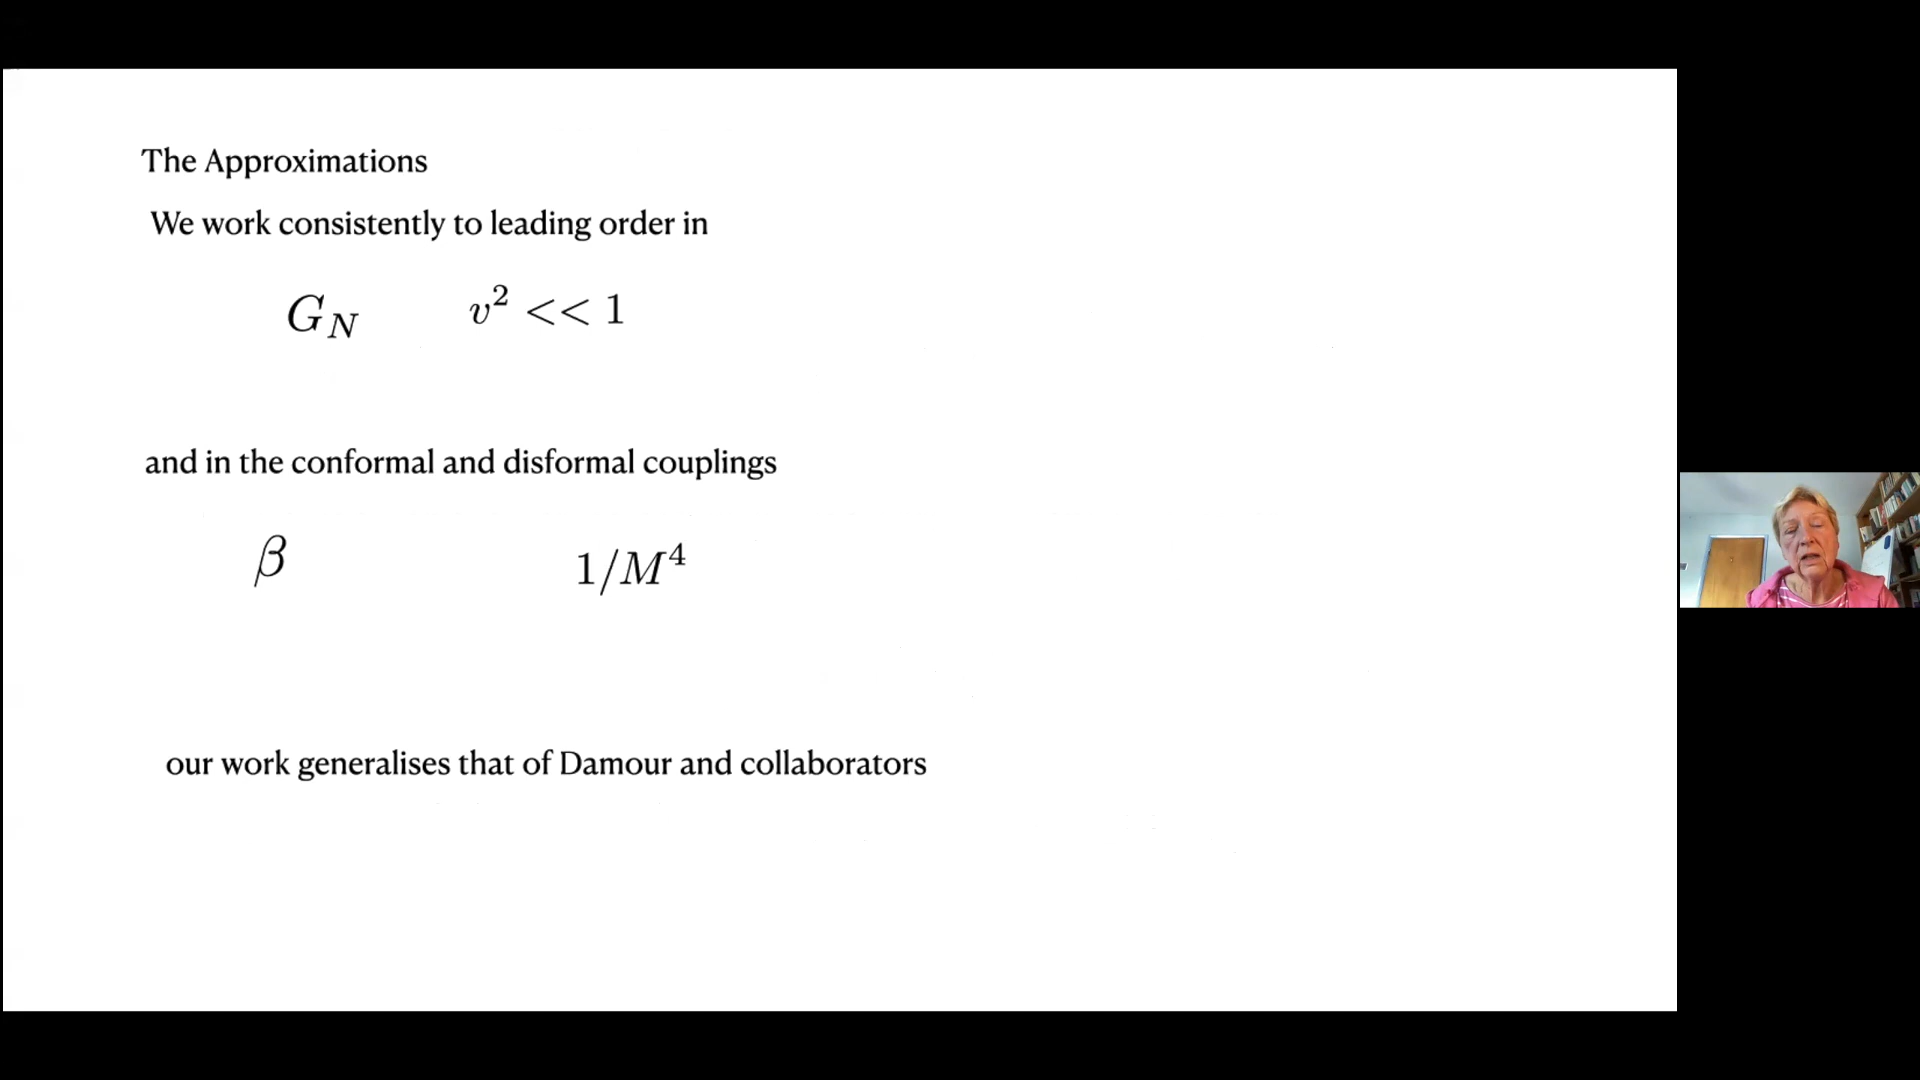 The Approximations
We work consistently to leading order in
G_N    v^2 << 1
and in the conformal and disformal couplings
β    1/M^4
our work generalises that of Damour and collaborators